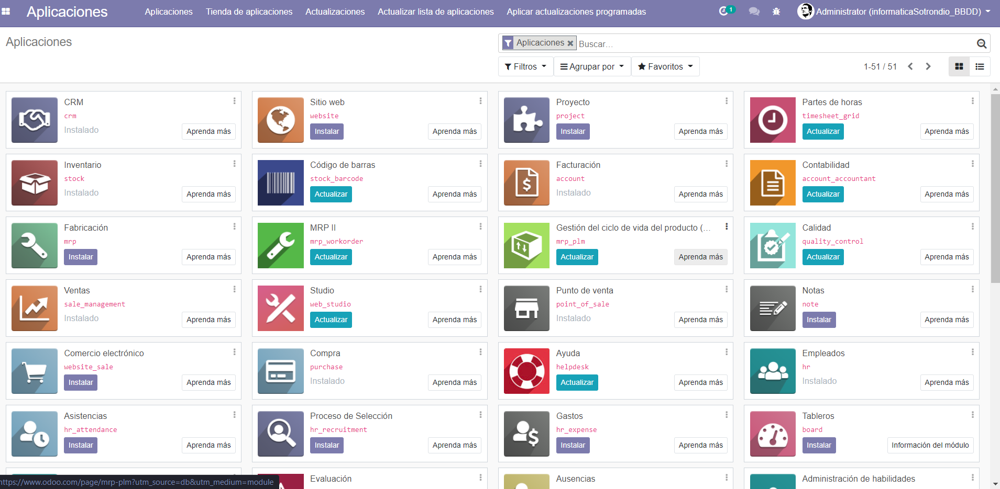 Aplicaciones
Aplicaciones
Tienda de aplicaciones
Actualizaciones
Actualizar lista de aplicaciones
Aplicar actualizaciones programadas
1
Administrator (informaticaSotrondio_BBDD)
Aplicaciones
Aplicaciones
Buscar...
Filtros
Agrupar por
Favoritos
1-51 / 51
CRM
crm
Instalado
Aprenda más
Sitio web
website
Instalar
Aprenda más
Proyecto
project
Instalar
Aprenda más
Partes de horas
timesheet_grid
Actualizar
Aprenda más
Inventario
stock
Instalado
Aprenda más
Código de barras
stock_barcode
Actualizar
Aprenda más
Facturación
account
Instalado
Aprenda más
Contabilidad
account_accountant
Actualizar
Aprenda más
Fabricación
mrp
Instalar
Aprenda más
MRP II
mrp_workorder
Actualizar
Aprenda más
Gestión del ciclo de vida del producto (...
mrp_plm
Actualizar
Aprenda más
Calidad
quality_control
Actualizar
Aprenda más
Ventas
sale_management
Instalado
Aprenda más
Studio
web_studio
Actualizar
Aprenda más
Punto de venta
point_of_sale
Instalado
Aprenda más
Notas
note
Instalar
Aprenda más
Comercio electrónico
website_sale
Instalar
Aprenda más
Compra
purchase
Instalado
Aprenda más
Ayuda
helpdesk
Actualizar
Aprenda más
Empleados
hr
Instalado
Aprenda más
Asistencias
hr_attendance
Instalar
Aprenda más
Proceso de Selección
hr_recruitment
Instalar
Aprenda más
Gastos
hr_expense
Instalar
Aprenda más
Tableros
board
Instalar
Información del módulo
Evaluación
Ausencias
Administración de habilidades
https://www.odoo.com/page/mrp-plm?utm_source=db&utm_medium=module